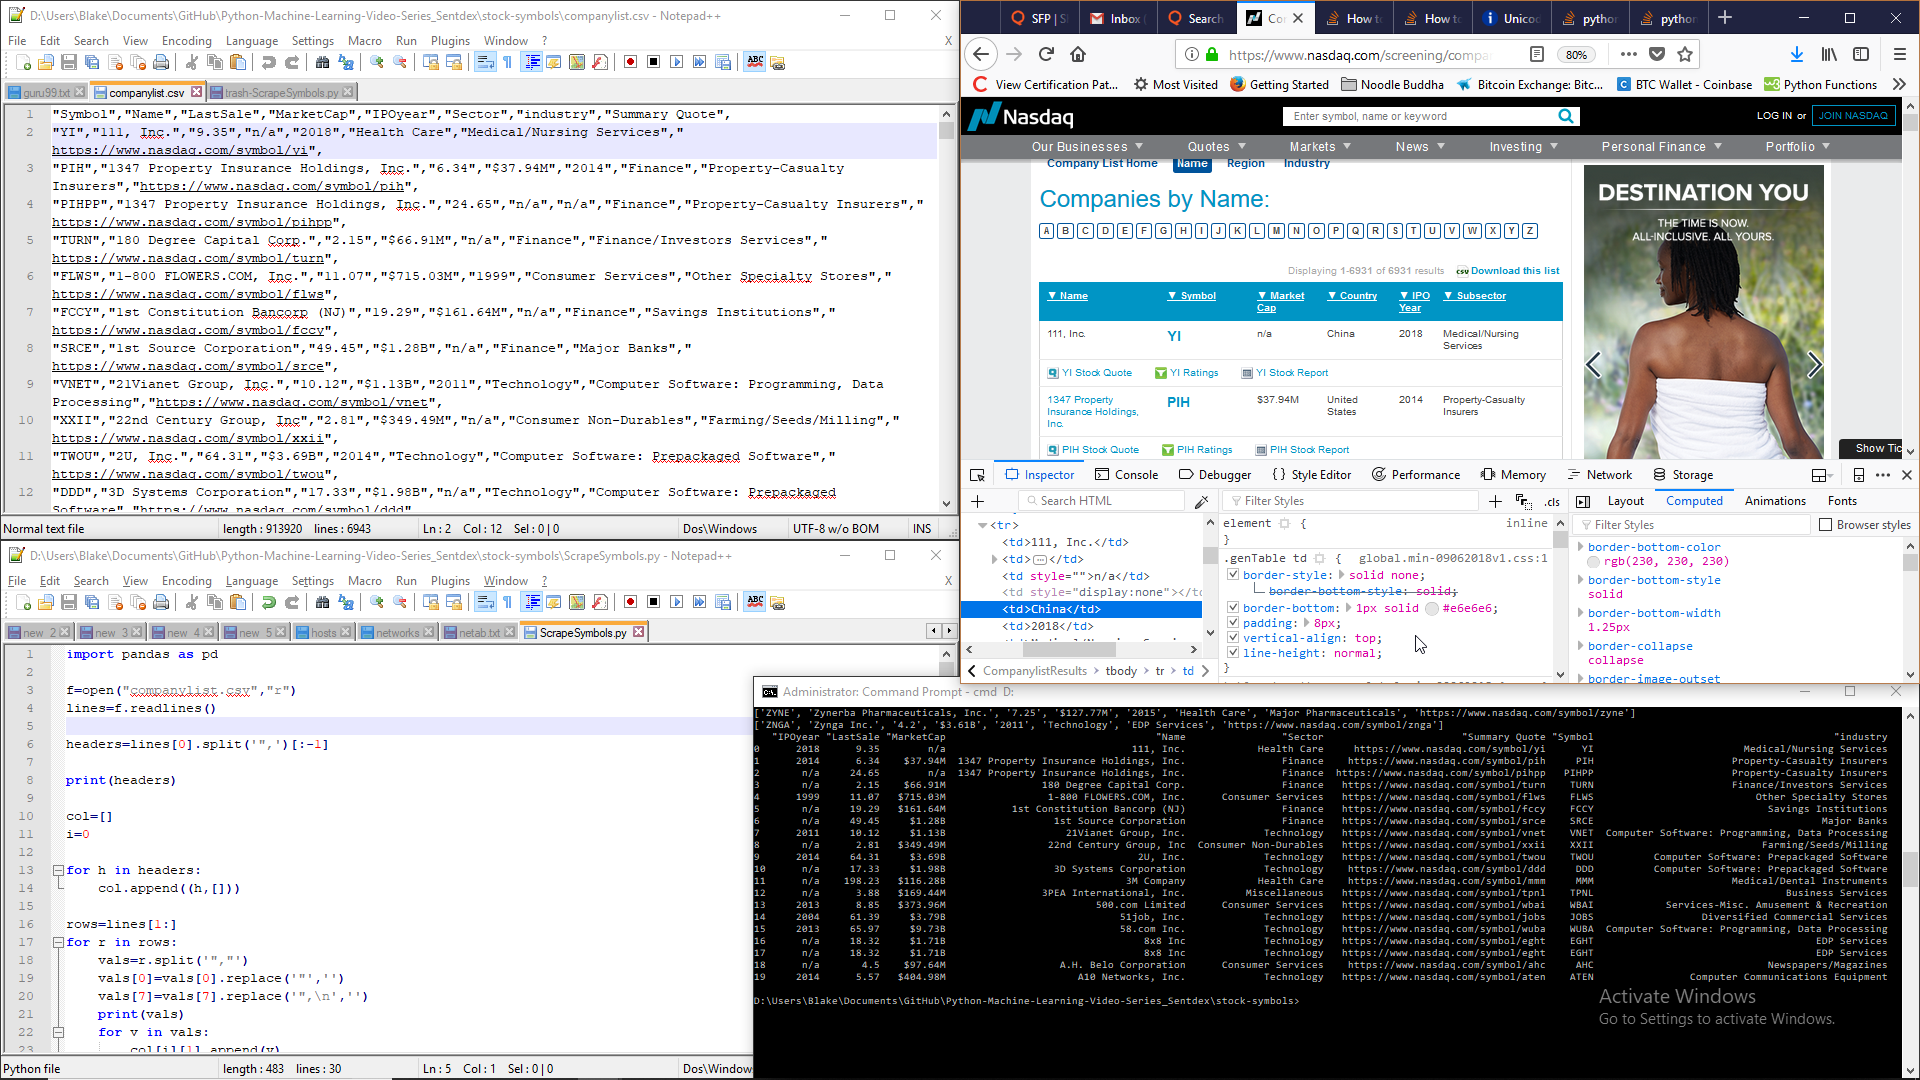 D:\Users\Blake\Documents\GitHub\Python-Machine-Learning-Video-Series_Sentdex\stock-symbols\companylist.csv - Notepad++
File Edit Search View Encoding Language Settings Macro Run Plugins Window ? X
guru99.txt companylist.csv trash-ScrapeSymbols.py
1 "Symbol","Name","LastSale","MarketCap","IPOyear","Sector","industry","Summary Quote",
2 "YI","111, Inc.","9.35","n/a","2018","Health Care","Medical/Nursing Services","
https://www.nasdaq.com/symbol/yi",
3 "PIH","1347 Property Insurance Holdings, Inc.","6.34","$37.94M","2014","Finance","Property-Casualty
Insurers","https://www.nasdaq.com/symbol/pih",
4 "PIHPP","1347 Property Insurance Holdings, Inc.","24.65","n/a","n/a","Finance","Property-Casualty Insurers","
https://www.nasdaq.com/symbol/pihpp",
5 "TURN","180 Degree Capital Corp.","2.15","$66.91M","n/a","Finance","Finance/Investors Services","
https://www.nasdaq.com/symbol/turn",
6 "FLWS","1-800 FLOWERS.COM, Inc.","11.07","$715.03M","1999","Consumer Services","Other Specialty Stores","
https://www.nasdaq.com/symbol/flws",
7 "FCCY","1st Constitution Bancorp (NJ)","19.29","$161.64M","n/a","Finance","Savings Institutions","
https://www.nasdaq.com/symbol/fccy",
8 "SRCE","1st Source Corporation","49.45","$1.28B","n/a","Finance","Major Banks","
https://www.nasdaq.com/symbol/srce",
9 "VNET","21Vianet Group, Inc.","10.12","$1.13B","2011","Technology","Computer Software: Programming, Data
Processing","https://www.nasdaq.com/symbol/vnet",
10 "XXII","22nd Century Group, Inc","2.81","$349.49M","n/a","Consumer Non-Durables","Farming/Seeds/Milling","
https://www.nasdaq.com/symbol/xxii",
11 "TWOU","2U, Inc.","64.31","$3.69B","2014","Technology","Computer Software: Prepackaged Software","
https://www.nasdaq.com/symbol/twou",
12 "DDD","3D Systems Corporation","17.33","$1.98B","n/a","Technology","Computer Software: Prepackaged
Software","https://www.nasdaq.com/symbol/ddd",
Normal text file length : 913920 lines : 6943 Ln : 2 Col : 12 Sel : 0 | 0 Dos\Windows UTF-8 w/o BOM INS
D:\Users\Blake\Documents\GitHub\Python-Machine-Learning-Video-Series_Sentdex\stock-symbols\ScrapeSymbols.py - Notepad++
File Edit Search View Encoding Language Settings Macro Run Plugins Window ? X
new 2 new 3 new 4 new 5 hosts networks netab.txt ScrapeSymbols.py
1 import pandas as pd
2
3 f=open("companylist.csv","r")
4 lines=f.readlines()
5
6 headers=lines[0].split('",')[:-1]
7
8 print(headers)
9
10 col=[]
11 i=0
12
13 for h in headers:
14 col.append((h,[]))
15
16 rows=lines[1:]
17 for r in rows:
18 vals=r.split('","')
19 vals[0]=vals[0].replace('"','')
20 vals[7]=vals[7].replace('",\n','')
21 print(vals)
22 for v in vals:
23 col[i][1].append(v)
Python file length : 483 lines : 30 Ln : 5 Col : 1 Sel : 0 | 0 Dos\Window
SFP | S Inbox ( Search Co How to How to Unico python python
https://www.nasdaq.com/screening/compa 80%
View Certification Pat... Most Visited Getting Started Noodle Buddha Bitcoin Exchange: Bitc... BTC Wallet - Coinbase Python Functions
Nasdaq Enter symbol, name or keyword LOG IN or JOIN NASDAQ
Our Businesses Quotes Markets News Investing Personal Finance Portfolio
Company List Home Name Region Industry
Companies by Name:
A B C D E F G H I J K L M N O P Q R S T U V W X Y Z
Displaying 1-6931 of 6931 results csv Download this list
▼ Name ▼ Symbol ▼ Market Cap ▼ Country ▼ IPO Year ▼ Subsector
111, Inc. YI n/a China 2018 Medical/Nursing Services
YI Stock Quote YI Ratings YI Stock Report
1347 Property Insurance Holdings, Inc. PIH $37.94M United States 2014 Property-Casualty Insurers
PIH Stock Quote PIH Ratings PIH Stock Report
DESTINATION YOU
THE TIME IS NOW.
ALL-INCLUSIVE. ALL YOURS.
Show Tic
Inspector Console Debugger Style Editor Performance Memory Network Storage
Search HTML Filter Styles .cls Layout Computed Animations Fonts
<tr>
<td>111, Inc.</td>
<td></td>
<td style="">n/a</td>
<td style="display:none"></td
<td>China</td>
<td>2018</td>
CompanylistResults tbody tr td
element { inline
}
.genTable td { global.min-09062018v1.css:1
border-style: solid none;
border-bottom-style: solid;
border-bottom: 1px solid #e6e6e6;
padding: 8px;
vertical-align: top;
line-height: normal;
}
Filter Styles Browser styles
border-bottom-color
rgb(230, 230, 230)
border-bottom-style
solid
border-bottom-width
1.25px
border-collapse
collapse
border-image-outset
Administrator: Command Prompt - cmd D:
['ZYNE', 'Zynerba Pharmaceuticals, Inc.', '7.25', '$127.77M', '2015', 'Health Care', 'Major Pharmaceuticals', 'https://www.nasdaq.com/symbol/zyne']
['ZNGA', 'Zynga Inc.', '4.2', '$3.61B', '2011', 'Technology', 'EDP Services', 'https://www.nasdaq.com/symbol/znga']
"IPOyear "LastSale "MarketCap "Name "Sector "Summary Quote "Symbol "industry
0 2018 9.35 n/a 111, Inc. Health Care https://www.nasdaq.com/symbol/yi YI Medical/Nursing Services
1 2014 6.34 $37.94M 1347 Property Insurance Holdings, Inc. Finance https://www.nasdaq.com/symbol/pih PIH Property-Casualty Insurers
2 n/a 24.65 n/a 1347 Property Insurance Holdings, Inc. Finance https://www.nasdaq.com/symbol/pihpp PIHPP Property-Casualty Insurers
3 n/a 2.15 $66.91M 180 Degree Capital Corp. Finance https://www.nasdaq.com/symbol/turn TURN Finance/Investors Services
4 1999 11.07 $715.03M 1-800 FLOWERS.COM, Inc. Consumer Services https://www.nasdaq.com/symbol/flws FLWS Other Specialty Stores
5 n/a 19.29 $161.64M 1st Constitution Bancorp (NJ) Finance https://www.nasdaq.com/symbol/fccy FCCY Savings Institutions
6 n/a 49.45 $1.28B 1st Source Corporation Finance https://www.nasdaq.com/symbol/srce SRCE Major Banks
7 2011 10.12 $1.13B 21Vianet Group, Inc. Technology https://www.nasdaq.com/symbol/vnet VNET Computer Software: Programming, Data Processing
8 n/a 2.81 $349.49M 22nd Century Group, Inc Consumer Non-Durables https://www.nasdaq.com/symbol/xxii XXII Farming/Seeds/Milling
9 2014 64.31 $3.69B 2U, Inc. Technology https://www.nasdaq.com/symbol/twou TWOU Computer Software: Prepackaged Software
10 n/a 17.33 $1.98B 3D Systems Corporation Technology https://www.nasdaq.com/symbol/ddd DDD Computer Software: Prepackaged Software
11 n/a 198.23 $116.28B 3M Company Health Care https://www.nasdaq.com/symbol/mmm MMM Medical/Dental Instruments
12 n/a 3.88 $169.44M 3PEA International, Inc. Miscellaneous https://www.nasdaq.com/symbol/tpnl TPNL Business Services
13 2013 8.85 $373.96M 500.com Limited Consumer Services https://www.nasdaq.com/symbol/wbai WBAI Services-Misc. Amusement & Recreation
14 2004 61.39 $3.79B 51job, Inc. Technology https://www.nasdaq.com/symbol/jobs JOBS Diversified Commercial Services
15 2013 65.97 $9.73B 58.com Inc. Technology https://www.nasdaq.com/symbol/wuba WUBA Computer Software: Programming, Data Processing
16 n/a 18.32 $1.71B 8x8 Inc Technology https://www.nasdaq.com/symbol/eght EGHT EDP Services
17 n/a 18.32 $1.71B 8x8 Inc Technology https://www.nasdaq.com/symbol/eght EGHT EDP Services
18 n/a 4.5 $97.64M A.H. Belo Corporation Consumer Services https://www.nasdaq.com/symbol/ahc AHC Newspapers/Magazines
19 2014 5.57 $404.98M A10 Networks, Inc. Technology https://www.nasdaq.com/symbol/aten ATEN Computer Communications Equipment
D:\Users\Blake\Documents\GitHub\Python-Machine-Learning-Video-Series_Sentdex\stock-symbols>
Activate Windows
Go to Settings to activate Windows.